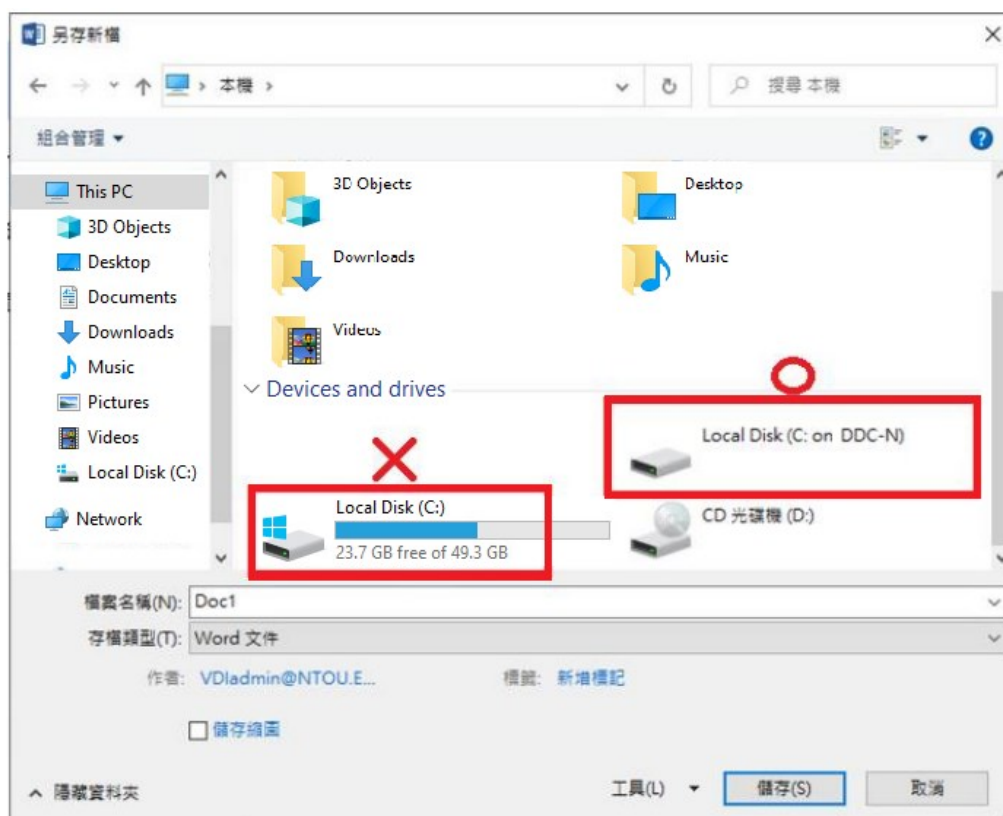 另存新檔
本機
搜尋 本機
組合管理
This PC
3D Objects
Desktop
Documents
Downloads
Music
Pictures
Videos
Local Disk (C:)
Network
3D Objects
Desktop
Downloads
Music
Videos
Devices and drives
Local Disk (C: on DDC-N)
Local Disk (C:)
23.7 GB free of 49.3 GB
CD 光碟機 (D:)
檔案名稱(N): Doc1
存檔類型(T): Word 文件
作者: VDIadmin@NTOU.E...
標籤: 新增標記
儲存縮圖
隱藏資料夾
工具(L)
儲存(S)
取消